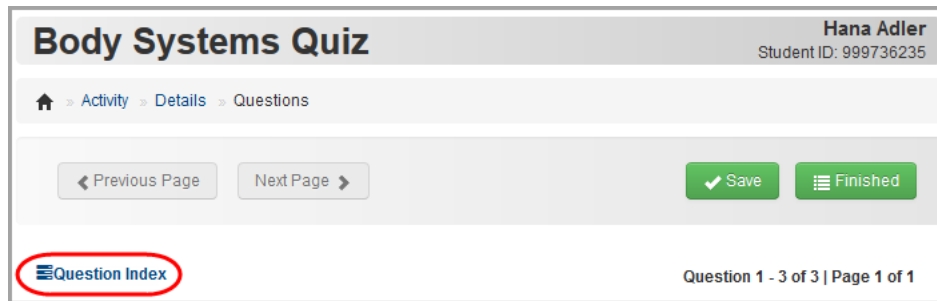 Body Systems Quiz
Hana Adler
Student ID: 999736235
» Activity » Details » Questions
Previous Page Next Page Save Finished
Question Index
Question 1 - 3 of 3 | Page 1 of 1